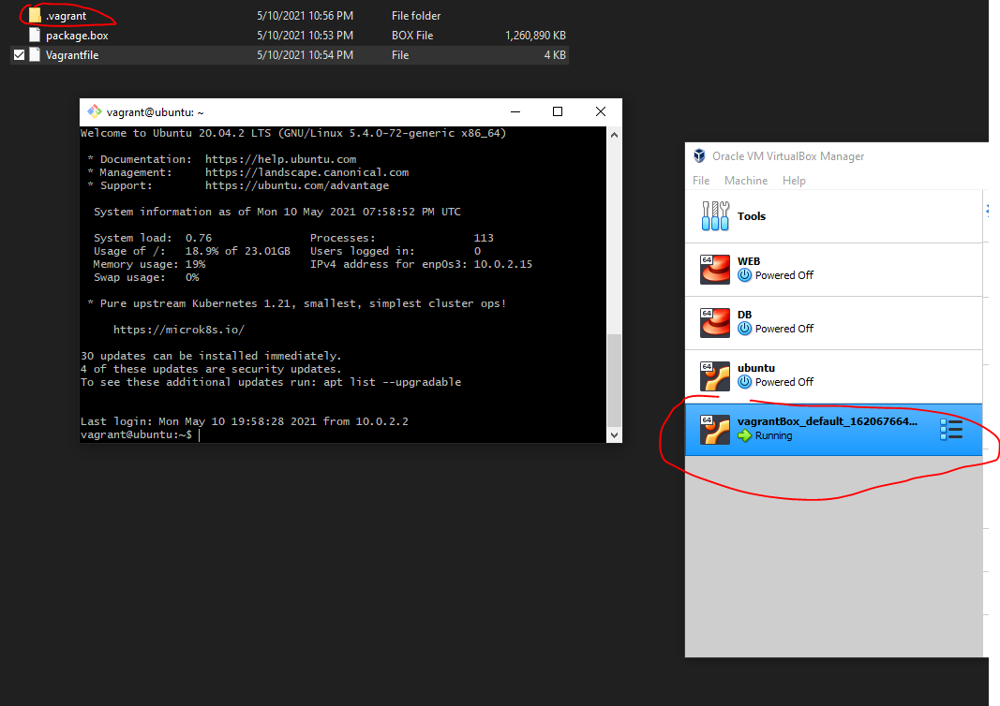 .vagrant 5/10/2021 10:56 PM File folder
package.box 5/10/2021 10:53 PM BOX File 1,260,890 KB
Vagrantfile 5/10/2021 10:54 PM File 4 KB
vagrant@ubuntu: ~
Welcome to Ubuntu 20.04.2 LTS (GNU/Linux 5.4.0-72-generic x86_64)
* Documentation: https://help.ubuntu.com
* Management: https://landscape.canonical.com
* Support: https://ubuntu.com/advantage
System information as of Mon 10 May 2021 07:58:52 PM UTC
System load: 0.76 Processes: 113
Usage of /: 18.9% of 23.01GB Users logged in: 0
Memory usage: 19% IPv4 address for enp0s3: 10.0.2.15
Swap usage: 0%
* Pure upstream Kubernetes 1.21, smallest, simplest cluster ops!
https://microk8s.io/
30 updates can be installed immediately.
4 of these updates are security updates.
To see these additional updates run: apt list --upgradable
Last login: Mon May 10 19:58:28 2021 from 10.0.2.2
vagrant@ubuntu:~$
Oracle VM VirtualBox Manager
File Machine Help
Tools
64
WEB
Powered Off
64
DB
Powered Off
64
ubuntu
Powered Off
64
vagrantBox_default_162067664...
Running